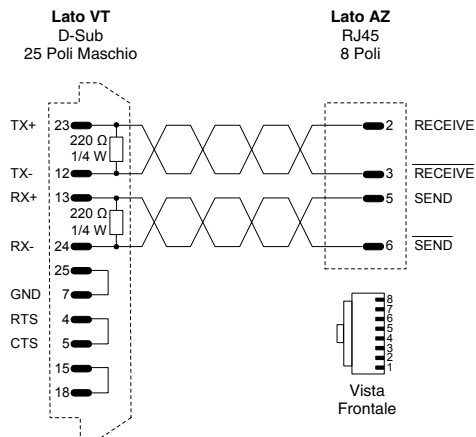 Lato VT
D-Sub
25 Poli Maschio
Lato AZ
RJ45
8 Poli
TX+ 23
2 RECEIVE
220 Ω
1/4 W
TX- 12
3 RECEIVE
RX+ 13
5 SEND
220 Ω
1/4 W
RX- 24
6 SEND
25
GND 7
RTS 4
CTS 5
15
18
8
7
6
5
4
3
2
1
Vista
Frontale